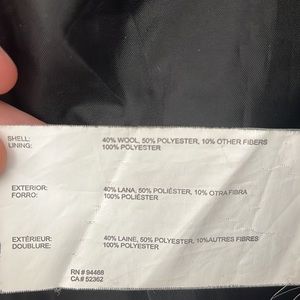 SHELL: 40% WOOL, 50% POLYESTER, 10% OTHER FIBERS
LINING: 100% POLYESTER
EXTERIOR: 40% LANA, 50% POLIÉSTER, 10% OTRA FIBRA
FORRO: 100% POLIÉSTER
EXTÉRIEUR: 40% LAINE, 50% POLYESTER, 10%AUTRES FIBRES
DOUBLURE: 100% POLYESTER
RN # 94466
CA # 52362